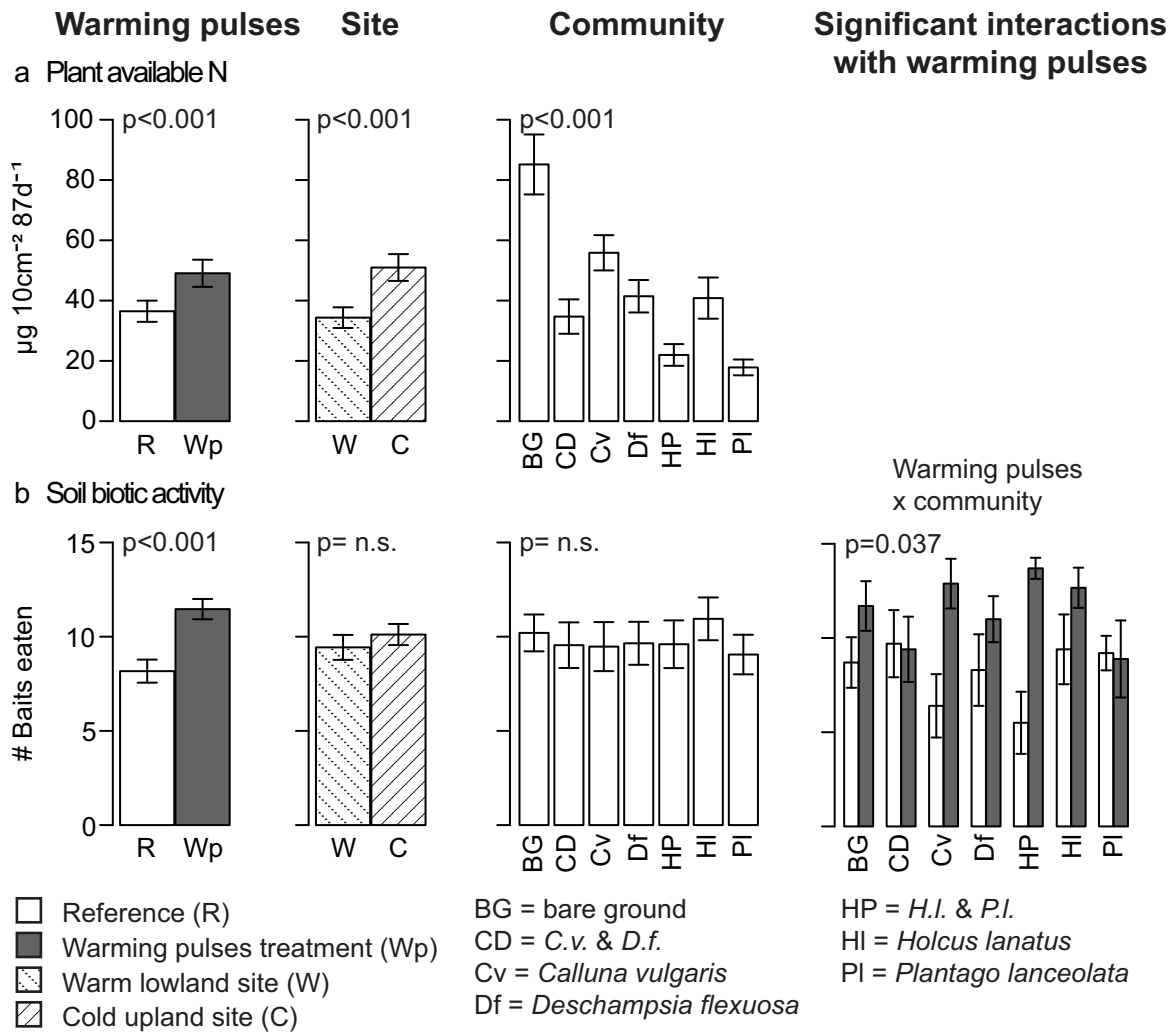 Warming pulses Site Community Significant interactions
with warming pulses
a Plant available N
µg 10cm⁻² 87d⁻¹
100
80
60
40
20
0
p<0.001
R Wp
p<0.001
W C
p<0.001
BG CD Cv Df HP Hl Pl
b Soil biotic activity
# Baits eaten
15
10
5
0
p<0.001
R Wp
p= n.s.
W C
p= n.s.
BG CD Cv Df HP Hl Pl
Warming pulses
x community
p=0.037
BG CD Cv Df HP Hl Pl
Reference (R)
Warming pulses treatment (Wp)
Warm lowland site (W)
Cold upland site (C)
BG = bare ground
CD = C.v. & D.f.
Cv = Calluna vulgaris
Df = Deschampsia flexuosa
HP = H.l. & P.l.
Hl = Holcus lanatus
Pl = Plantago lanceolata